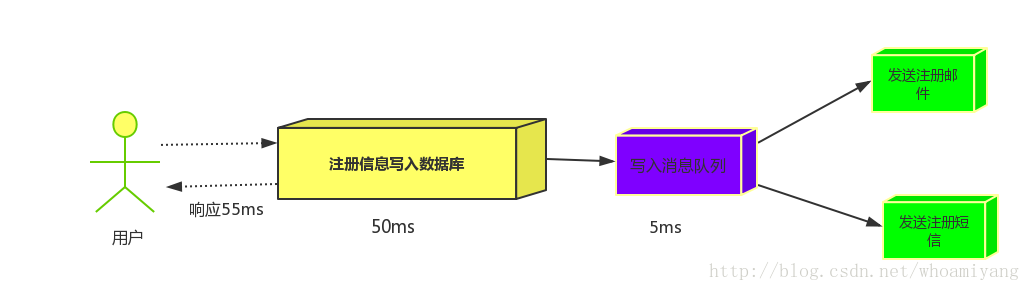 发送注册邮
件
注册信息写入数据库
写入消息队列
响应55ms
50ms
5ms
用户
发送注册短
信
http://blog.csdn.net/whoamiyang